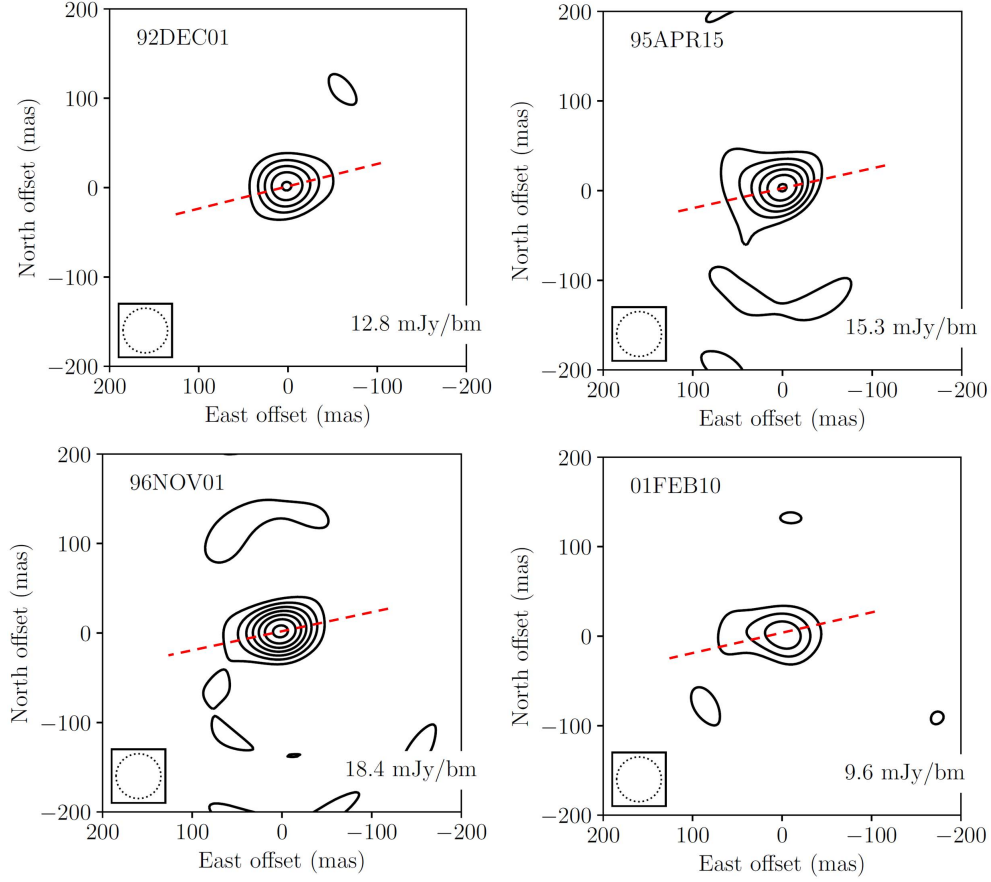 92DEC01
North offset (mas)
200
100
0
−100
−200
12.8 mJy/bm
200 100 0 −100 −200
East offset (mas)
95APR15
North offset (mas)
200
100
0
−100
−200
15.3 mJy/bm
200 100 0 −100 −200
East offset (mas)
96NOV01
North offset (mas)
200
100
0
−100
−200
18.4 mJy/bm
200 100 0 −100 −200
East offset (mas)
01FEB10
North offset (mas)
200
100
0
−100
−200
9.6 mJy/bm
200 100 0 −100 −200
East offset (mas)